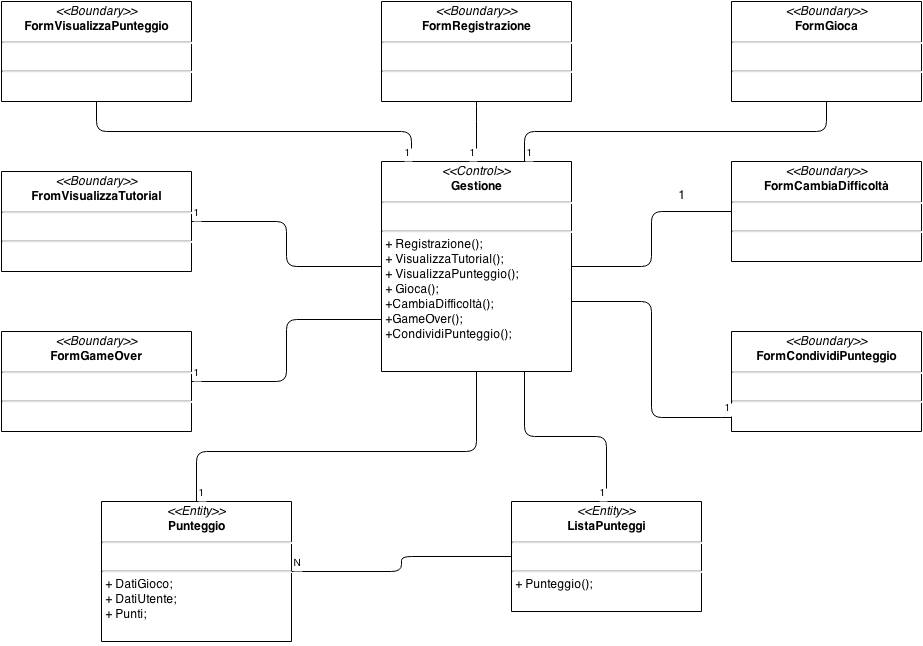 <<Boundary>>
FormVisualizzaPunteggio
<<Boundary>>
FormRegistrazione
<<Boundary>>
FormGioca
1
1
1
<<Boundary>>
FromVisualizzaTutorial
1
<<Control>>
Gestione
+ Registrazione();
+ VisualizzaTutorial();
+ VisualizzaPunteggio();
+ Gioca();
+CambiaDifficoltà();
+GameOver();
+CondividiPunteggio();
1
<<Boundary>>
FormCambiaDifficoltà
<<Boundary>>
FormGameOver
1
<<Boundary>>
FormCondividiPunteggio
1
1
<<Entity>>
Punteggio
+ DatiGioco;
+ DatiUtente;
+ Punti;
N
1
<<Entity>>
ListaPunteggi
+ Punteggio();